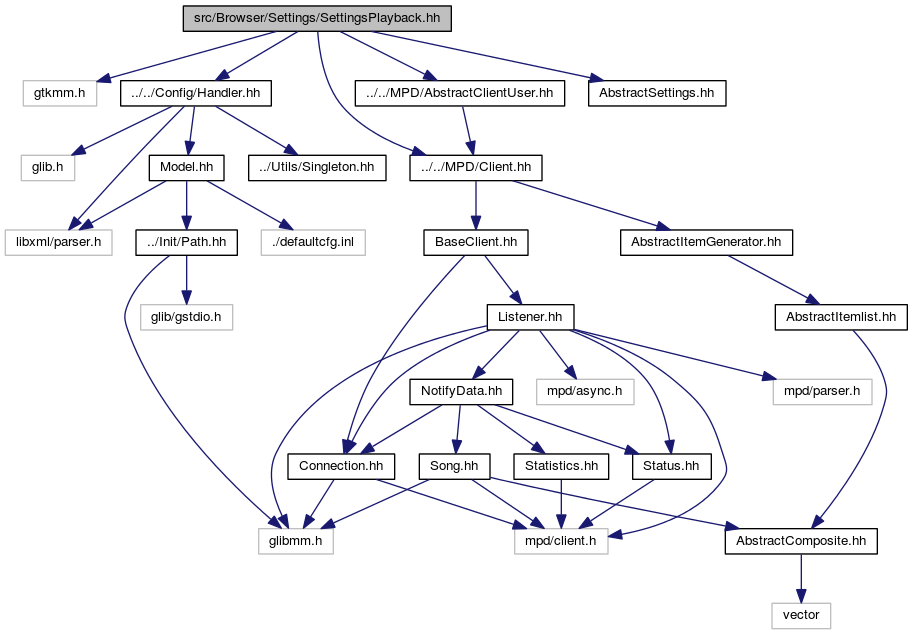 src/Browser/Settings/SettingsPlayback.hh
gtkmm.h
../../Config/Handler.hh
../../MPD/AbstractClientUser.hh
AbstractSettings.hh
glib.h
Model.hh
../Utils/Singleton.hh
../../MPD/Client.hh
libxml/parser.h
../Init/Path.hh
./defaultcfg.inl
BaseClient.hh
AbstractItemGenerator.hh
glib/gstdio.h
Listener.hh
AbstractItemlist.hh
NotifyData.hh
mpd/async.h
mpd/parser.h
Connection.hh
Song.hh
Statistics.hh
Status.hh
glibmm.h
mpd/client.h
AbstractComposite.hh
vector